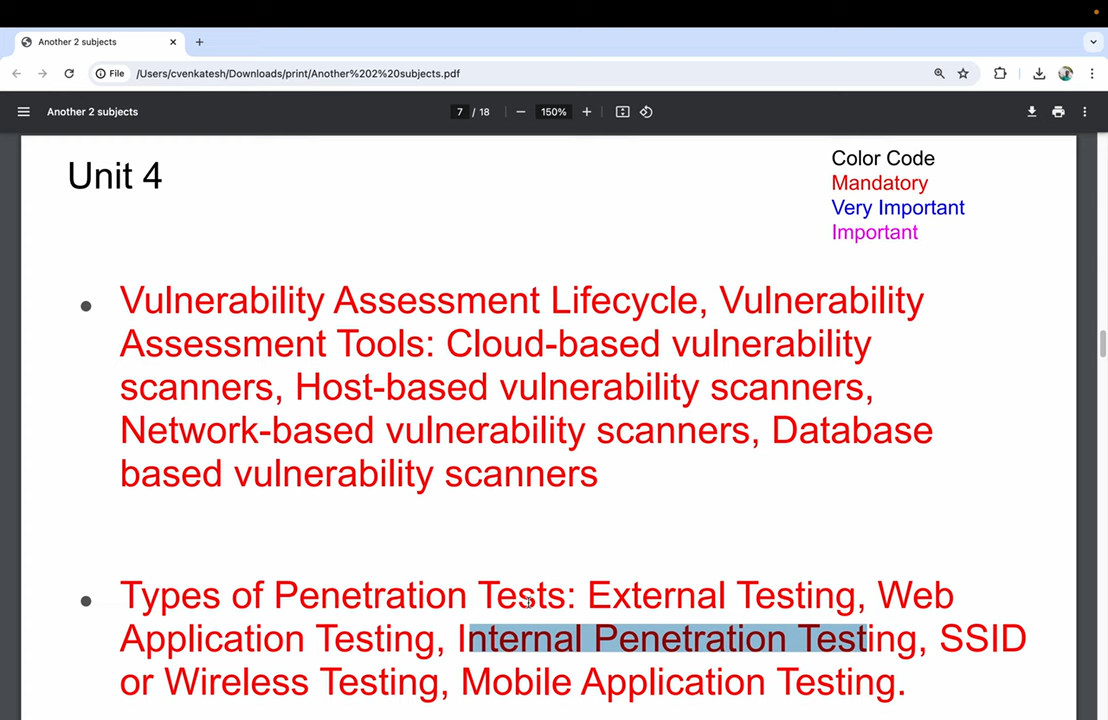 Another 2 subjects
File
/Users/cvenkatesh/Downloads/print/Another%202%20subjects.pdf
Another 2 subjects
7 / 18
150%
Unit 4
Color Code
Mandatory
Very Important
Important
Vulnerability Assessment Lifecycle, Vulnerability
Assessment Tools: Cloud-based vulnerability
scanners, Host-based vulnerability scanners,
Network-based vulnerability scanners, Database
based vulnerability scanners
Types of Penetration Tests: External Testing, Web
Application Testing, Internal Penetration Testing, SSID
or Wireless Testing, Mobile Application Testing.